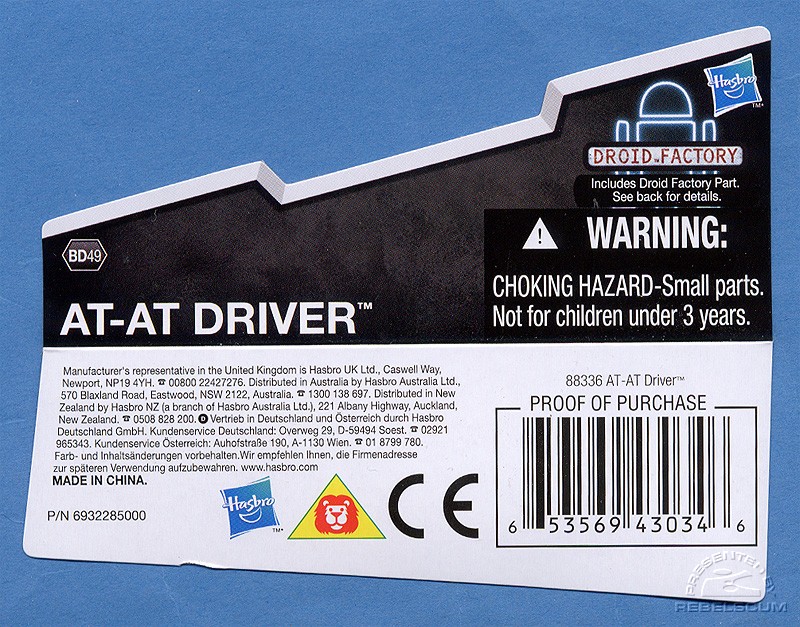 Hasbro
TM
DROID FACTORY
Includes Droid Factory Part.
See back for details.
BD49
⚠ WARNING:
CHOKING HAZARD-Small parts.
Not for children under 3 years.
AT-AT DRIVER™
Manufacturer's representative in the United Kingdom is Hasbro UK Ltd., Caswell Way,
Newport, NP19 4YH. ☎ 00800 22427276. Distributed in Australia by Hasbro Australia Ltd.,
570 Blaxland Road, Eastwood, NSW 2122, Australia. ☎ 1300 138 697. Distributed in New
Zealand by Hasbro NZ (a branch of Hasbro Australia Ltd.), 221 Albany Highway, Auckland,
New Zealand. ☎ 0508 828 200. D Vertrieb in Deutschland und Österreich durch Hasbro
Deutschland GmbH. Kundenservice Deutschland: Overweg 29, D-59494 Soest. ☎ 02921
965343. Kundenservice Österreich: Auhofstraße 190, A-1130 Wien. ☎ 01 8799 780.
Farb- und Inhaltsänderungen vorbehalten.Wir empfehlen Ihnen, die Firmenadresse
zur späteren Verwendung aufzubewahren. www.hasbro.com
MADE IN CHINA.
P/N 6932285000
Hasbro
TM
CE
88336 AT-AT Driver™
PROOF OF PURCHASE
6 53569 43034 6
PRESENTED BY
REBELSCUM